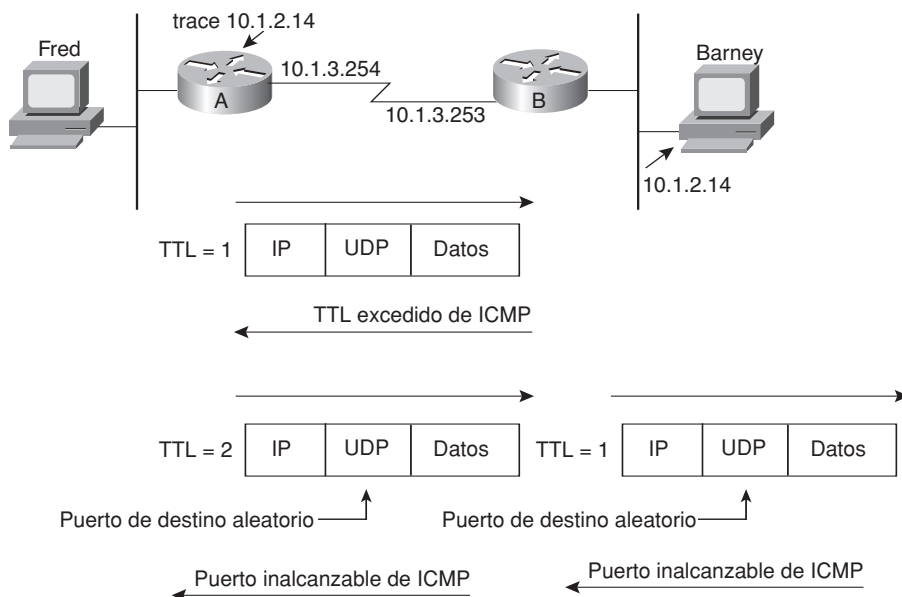 trace 10.1.2.14
Fred
Barney
10.1.3.254
A
B
10.1.3.253
10.1.2.14
TTL = 1 IP UDP Datos
TTL excedido de ICMP
TTL = 2 IP UDP Datos TTL = 1 IP UDP Datos
Puerto de destino aleatorio Puerto de destino aleatorio
Puerto inalcanzable de ICMP Puerto inalcanzable de ICMP